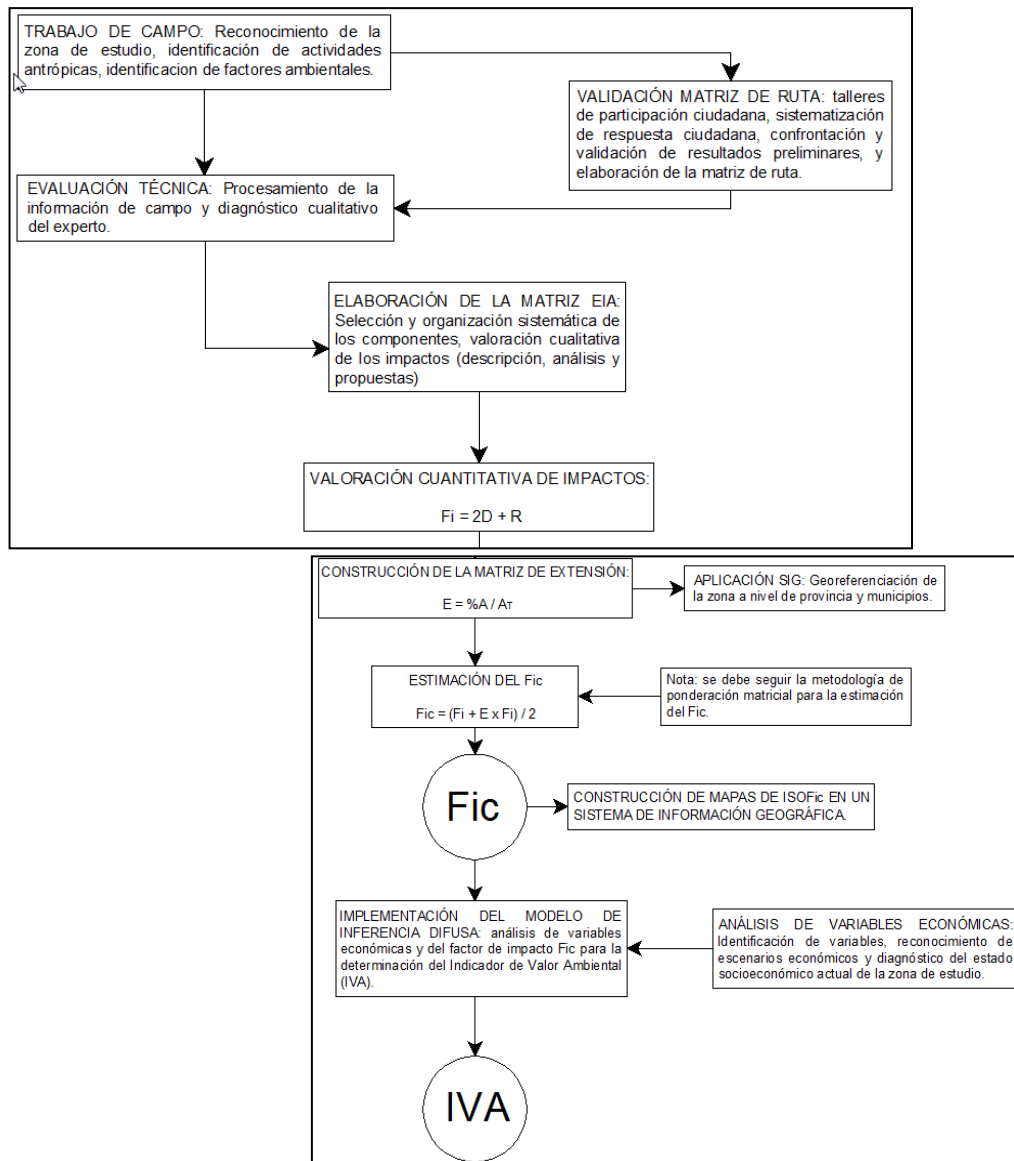 TRABAJO DE CAMPO: Reconocimiento de la
zona de estudio, identificación de actividades
antrópicas, identificacion de factores ambientales.
VALIDACIÓN MATRIZ DE RUTA: talleres
de participación ciudadana, sistematización
de respuesta ciudadana, confrontación y
validación de resultados preliminares, y
elaboración de la matriz de ruta.
EVALUACIÓN TÉCNICA: Procesamiento de la
información de campo y diagnóstico cualitativo
del experto.
ELABORACIÓN DE LA MATRIZ EIA:
Selección y organización sistemática de
los componentes, valoración cualitativa
de los impactos (descripción, análisis y
propuestas)
VALORACIÓN CUANTITATIVA DE IMPACTOS:
Fi = 2D + R
CONSTRUCCIÓN DE LA MATRIZ DE EXTENSIÓN:
E = %A / AT
APLICACIÓN SIG: Georeferenciación de
la zona a nivel de provincia y municipios.
ESTIMACIÓN DEL Fic
Fic = (Fi + E x Fi) / 2
Nota: se debe seguir la metodología de
ponderación matricial para la estimación
del Fic.
Fic
CONSTRUCCIÓN DE MAPAS DE ISOFic EN UN
SISTEMA DE INFORMACIÓN GEOGRÁFICA.
IMPLEMENTACIÓN DEL MODELO DE
INFERENCIA DIFUSA: análisis de variables
económicas y del factor de impacto Fic para la
determinación del Indicador de Valor Ambiental
(IVA).
ANÁLISIS DE VARIABLES ECONÓMICAS:
Identificación de variables, reconocimiento de
escenarios económicos y diagnóstico del estado
socioeconómico actual de la zona de estudio.
IVA